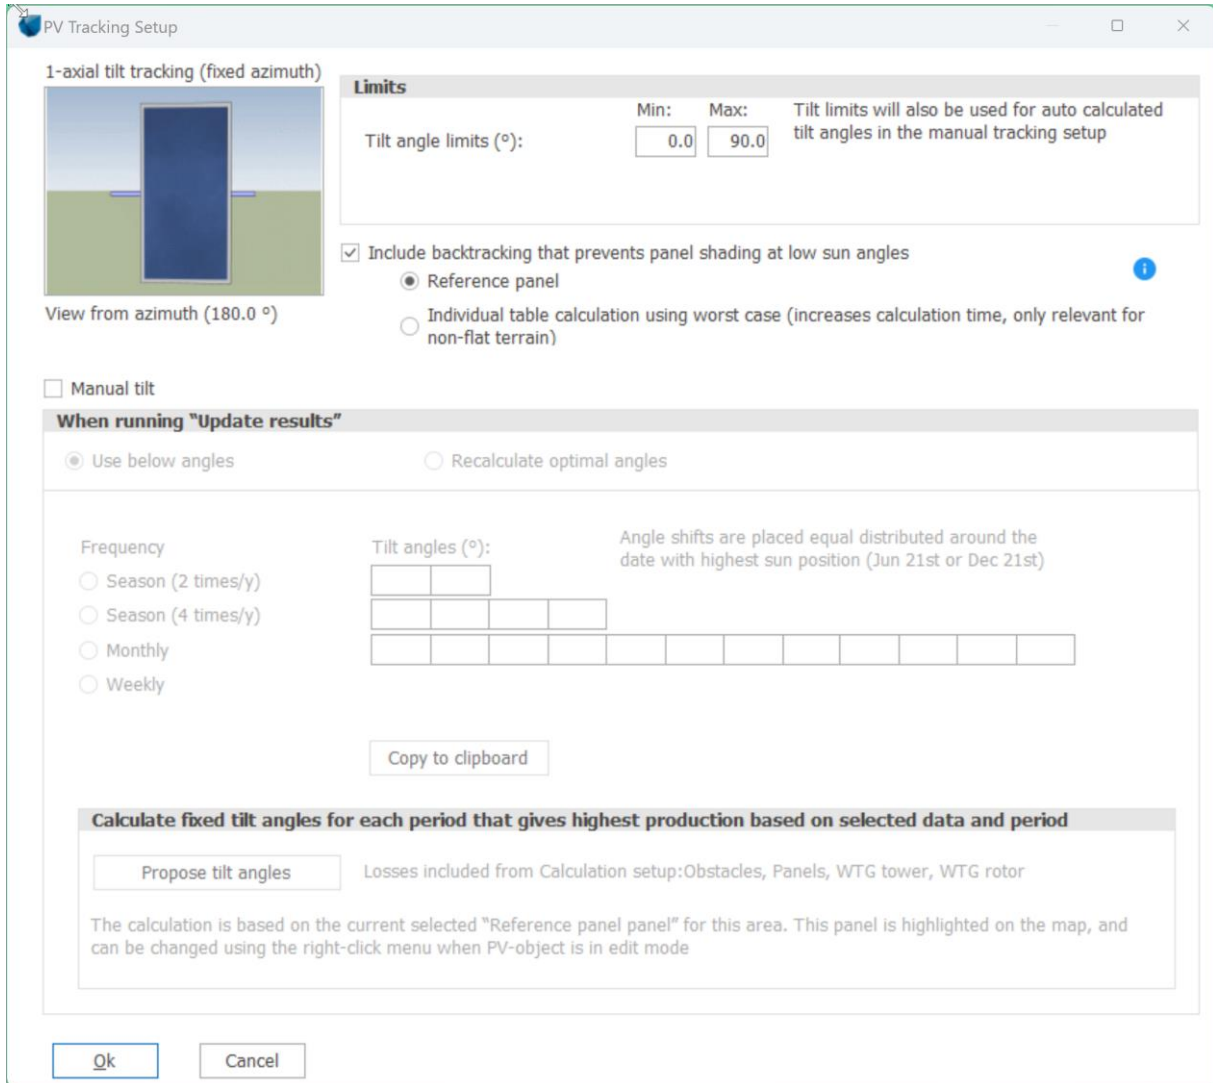 PV Tracking Setup
1-axial tilt tracking (fixed azimuth)
View from azimuth (180.0 °)
Limits
Min: Max:
Tilt angle limits (°): 0.0 90.0
Tilt limits will also be used for auto calculated
tilt angles in the manual tracking setup
Include backtracking that prevents panel shading at low sun angles
Reference panel
Individual table calculation using worst case (increases calculation time, only relevant for
non-flat terrain)
Manual tilt
When running “Update results”
Use below angles Recalculate optimal angles
Frequency
Tilt angles (°):
Angle shifts are placed equal distributed around the
date with highest sun position (Jun 21st or Dec 21st)
Season (2 times/y)
Season (4 times/y)
Monthly
Weekly
Copy to clipboard
Calculate fixed tilt angles for each period that gives highest production based on selected data and period
Propose tilt angles Losses included from Calculation setup:Obstacles, Panels, WTG tower, WTG rotor
The calculation is based on the current selected “Reference panel panel” for this area. This panel is highlighted on the map, and
can be changed using the right-click menu when PV-object is in edit mode
Ok Cancel